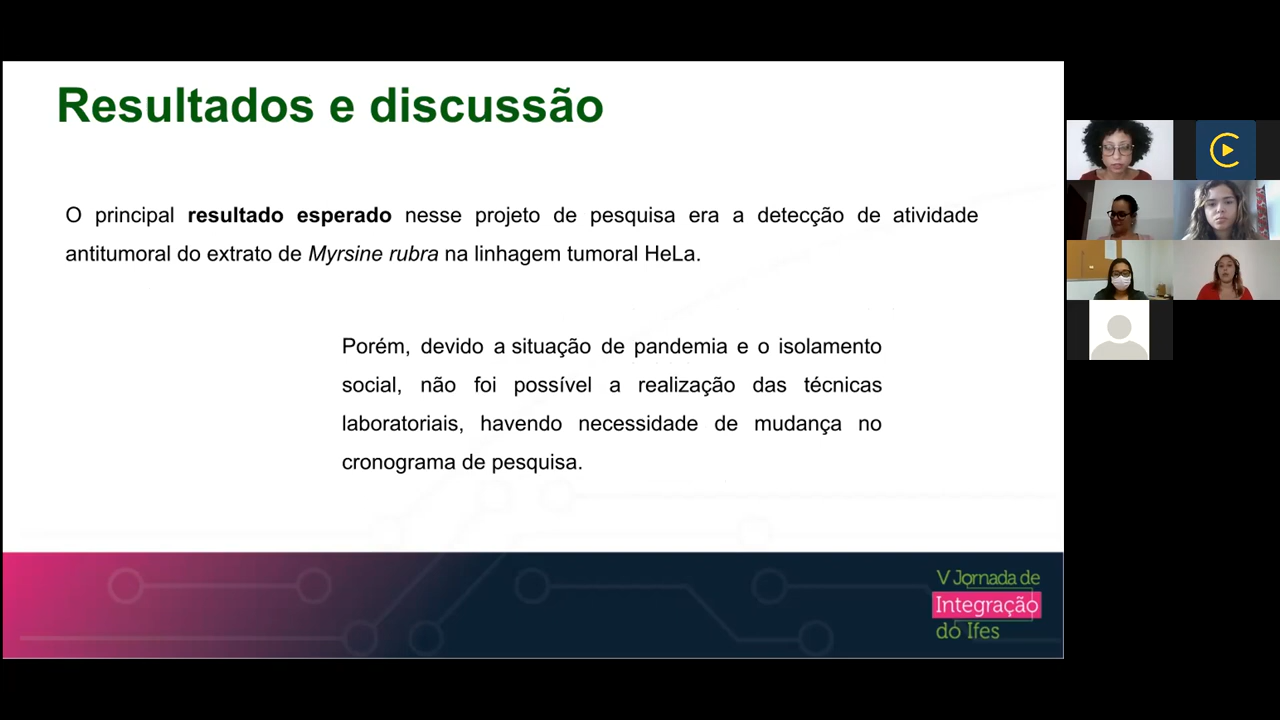 Resultados e discussão
O principal resultado esperado nesse projeto de pesquisa era a detecção de atividade
antitumoral do extrato de Myrsine rubra na linhagem tumoral HeLa.
Porém, devido a situação de pandemia e o isolamento
social, não foi possível a realização das técnicas
laboratoriais, havendo necessidade de mudança no
cronograma de pesquisa.
V Jornada de
Integração
do Ifes